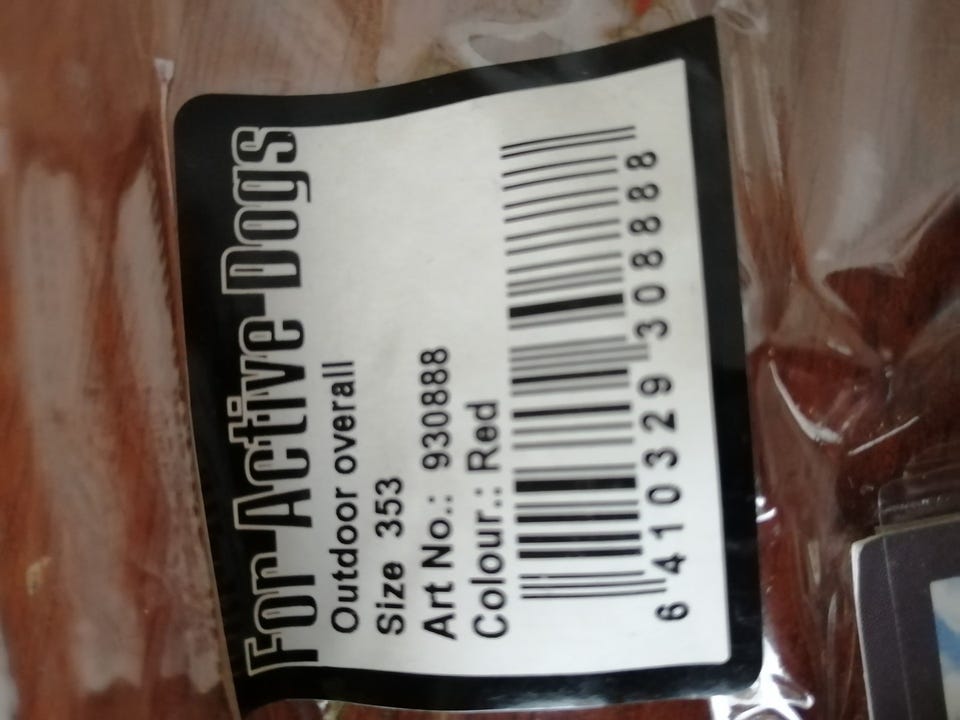 For Active Dogs
Outdoor overall
Size 353
Art No.: 930888
Colour.: Red
6 410329 308888